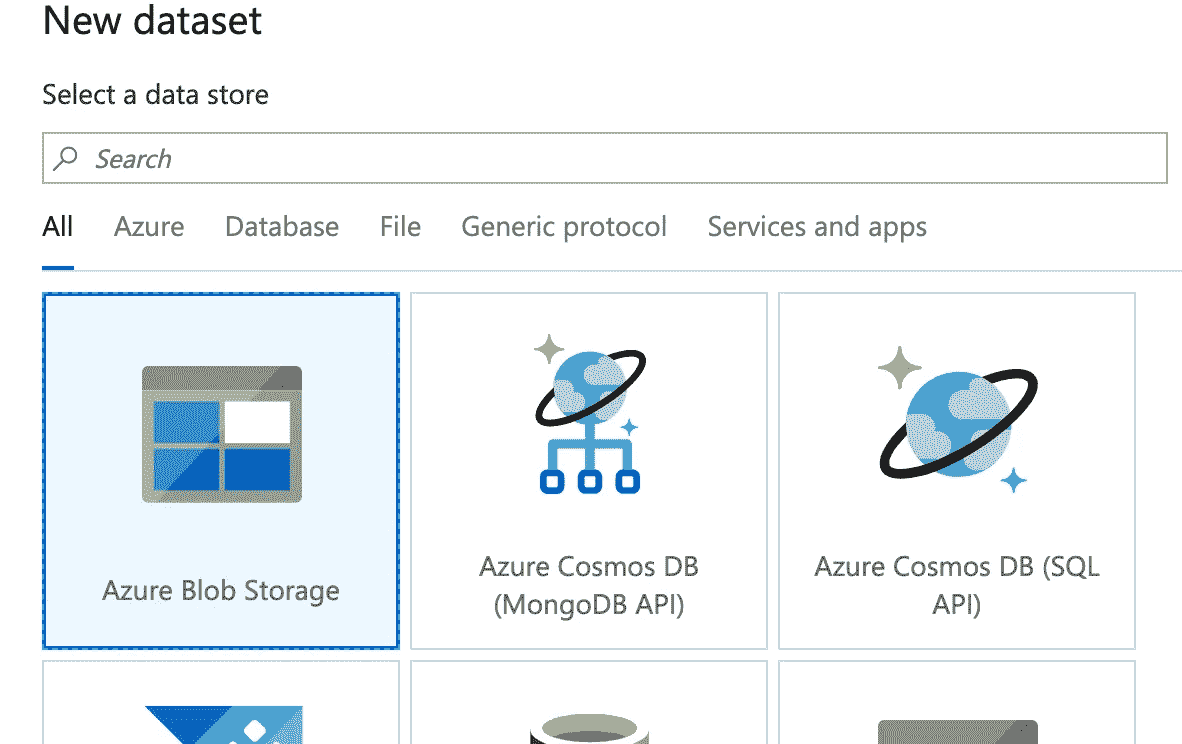 New dataset
Select a data store
Search
All Azure Database File Generic protocol Services and apps
Azure Blob Storage
Azure Cosmos DB
(MongoDB API)
Azure Cosmos DB (SQL
API)